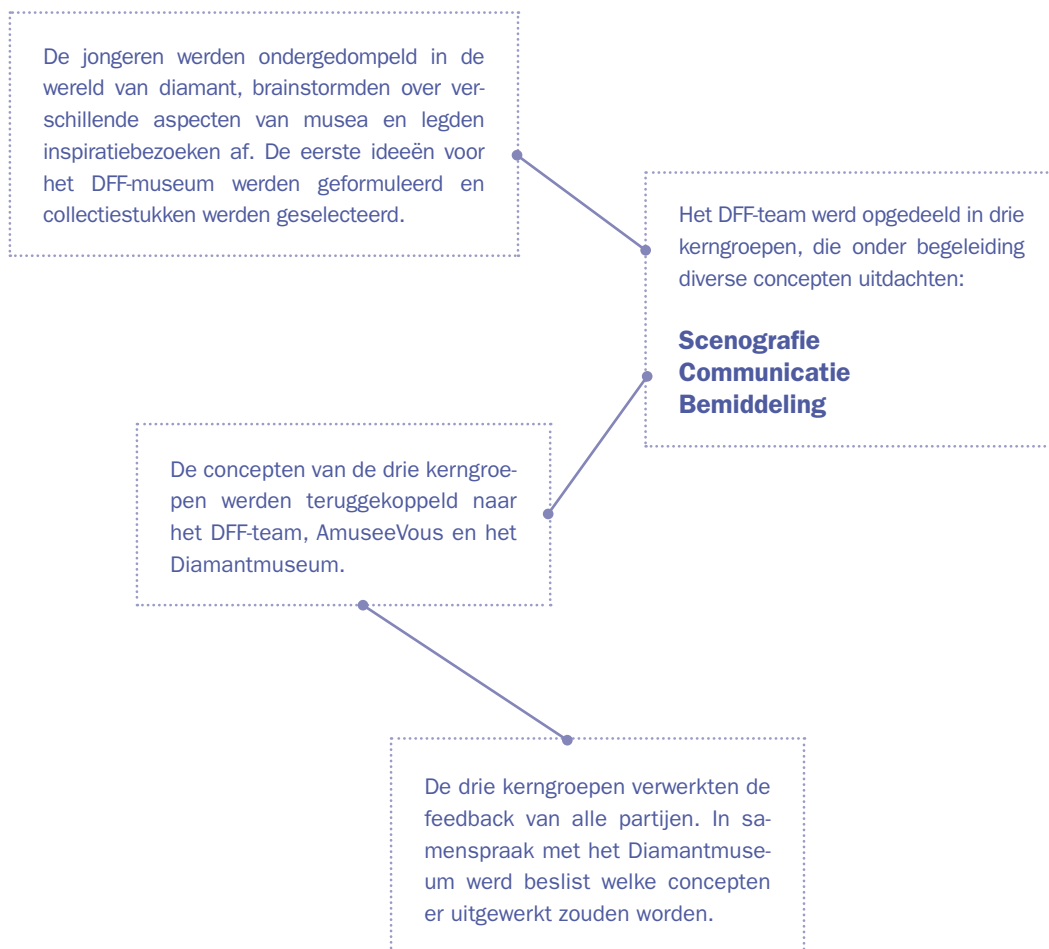 De jongeren werden ondergedompeld in de
wereld van diamant, brainstormden over ver-
schillende aspecten van musea en legden
inspiratiebezoeken af. De eerste ideeën voor
het DFF-museum werden geformuleerd en
collectiestukken werden geselecteerd.
Het DFF-team werd opgedeeld in drie
kerngroepen, die onder begeleiding
diverse concepten uitdachten:
Scenografie
Communicatie
Bemiddeling
De concepten van de drie kerngroe-
pen werden teruggekoppeld naar
het DFF-team, AmuseeVous en het
Diamantmuseum.
De drie kerngroepen verwerkten de
feedback van alle partijen. In sa-
menspraak met het Diamantmuse-
um werd beslist welke concepten
er uitgewerkt zouden worden.